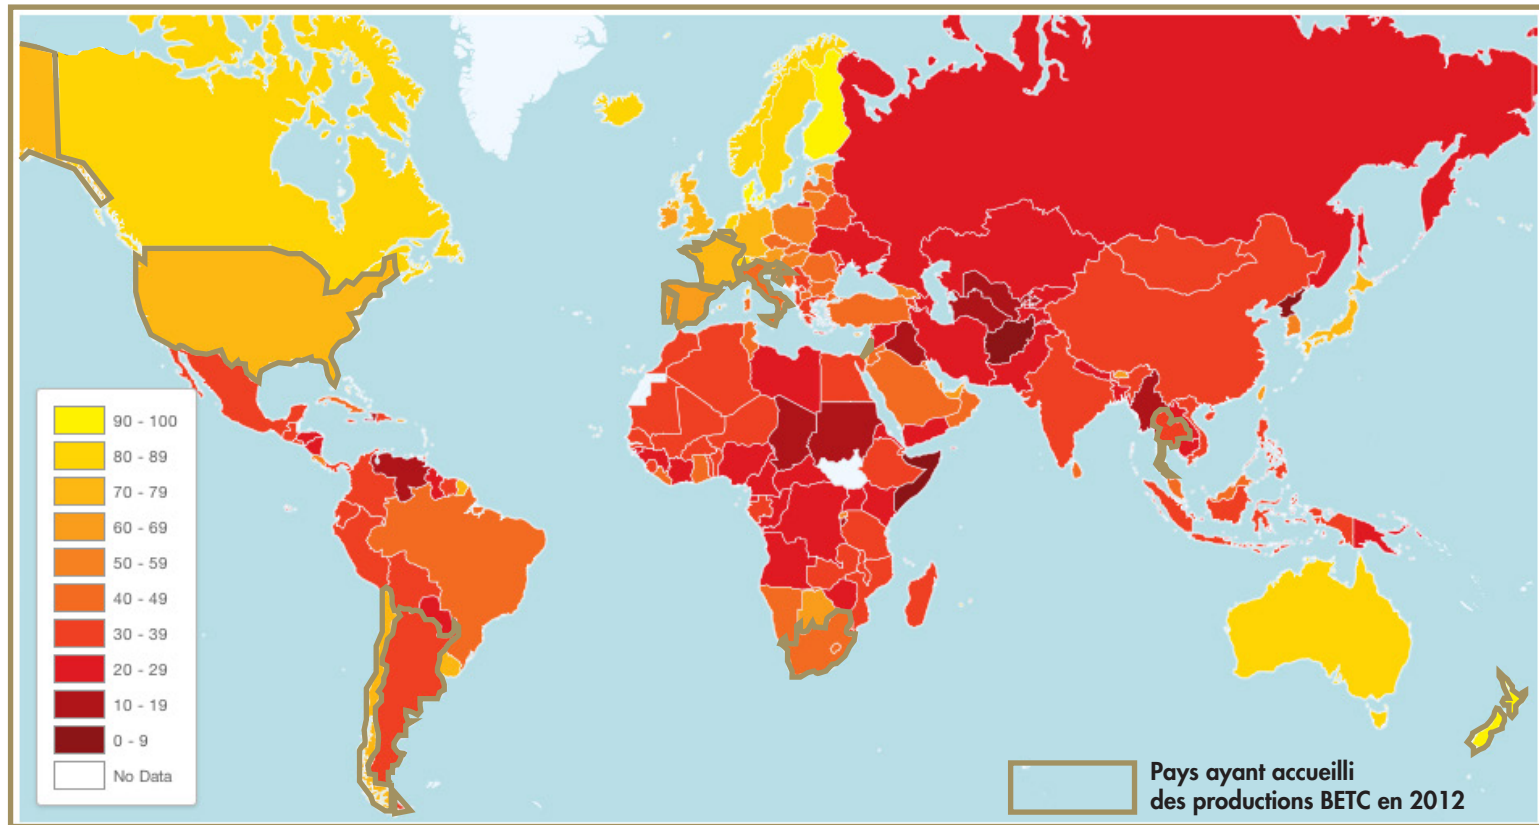 90 - 100
80 - 89
70 - 79
60 - 69
50 - 59
40 - 49
30 - 39
20 - 29
10 - 19
0 - 9
No Data
Pays ayant accueilli
des productions BETC en 2012